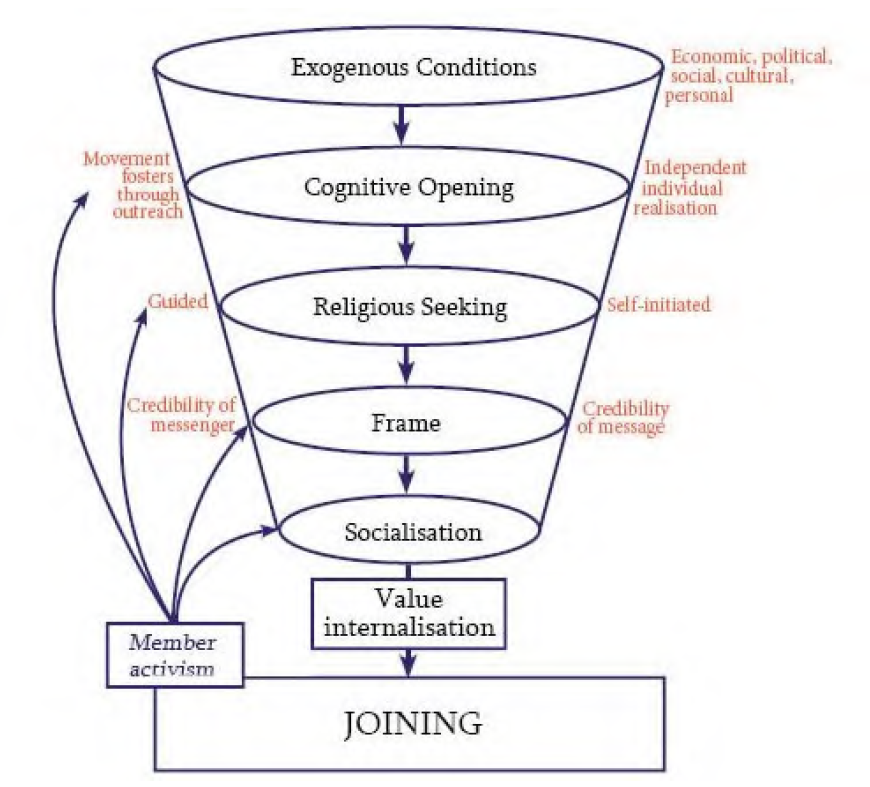 Exogenous Conditions
Economic, political,
social, cultural,
personal
Movement
fosters
through
outreach
Cognitive Opening
Independent
individual
realisation
Guided
Religious Seeking
Self-initiated
Credibility of
messenger
Frame
Credibility
of message
Socialisation
Value
internalisation
Member
activism
JOINING